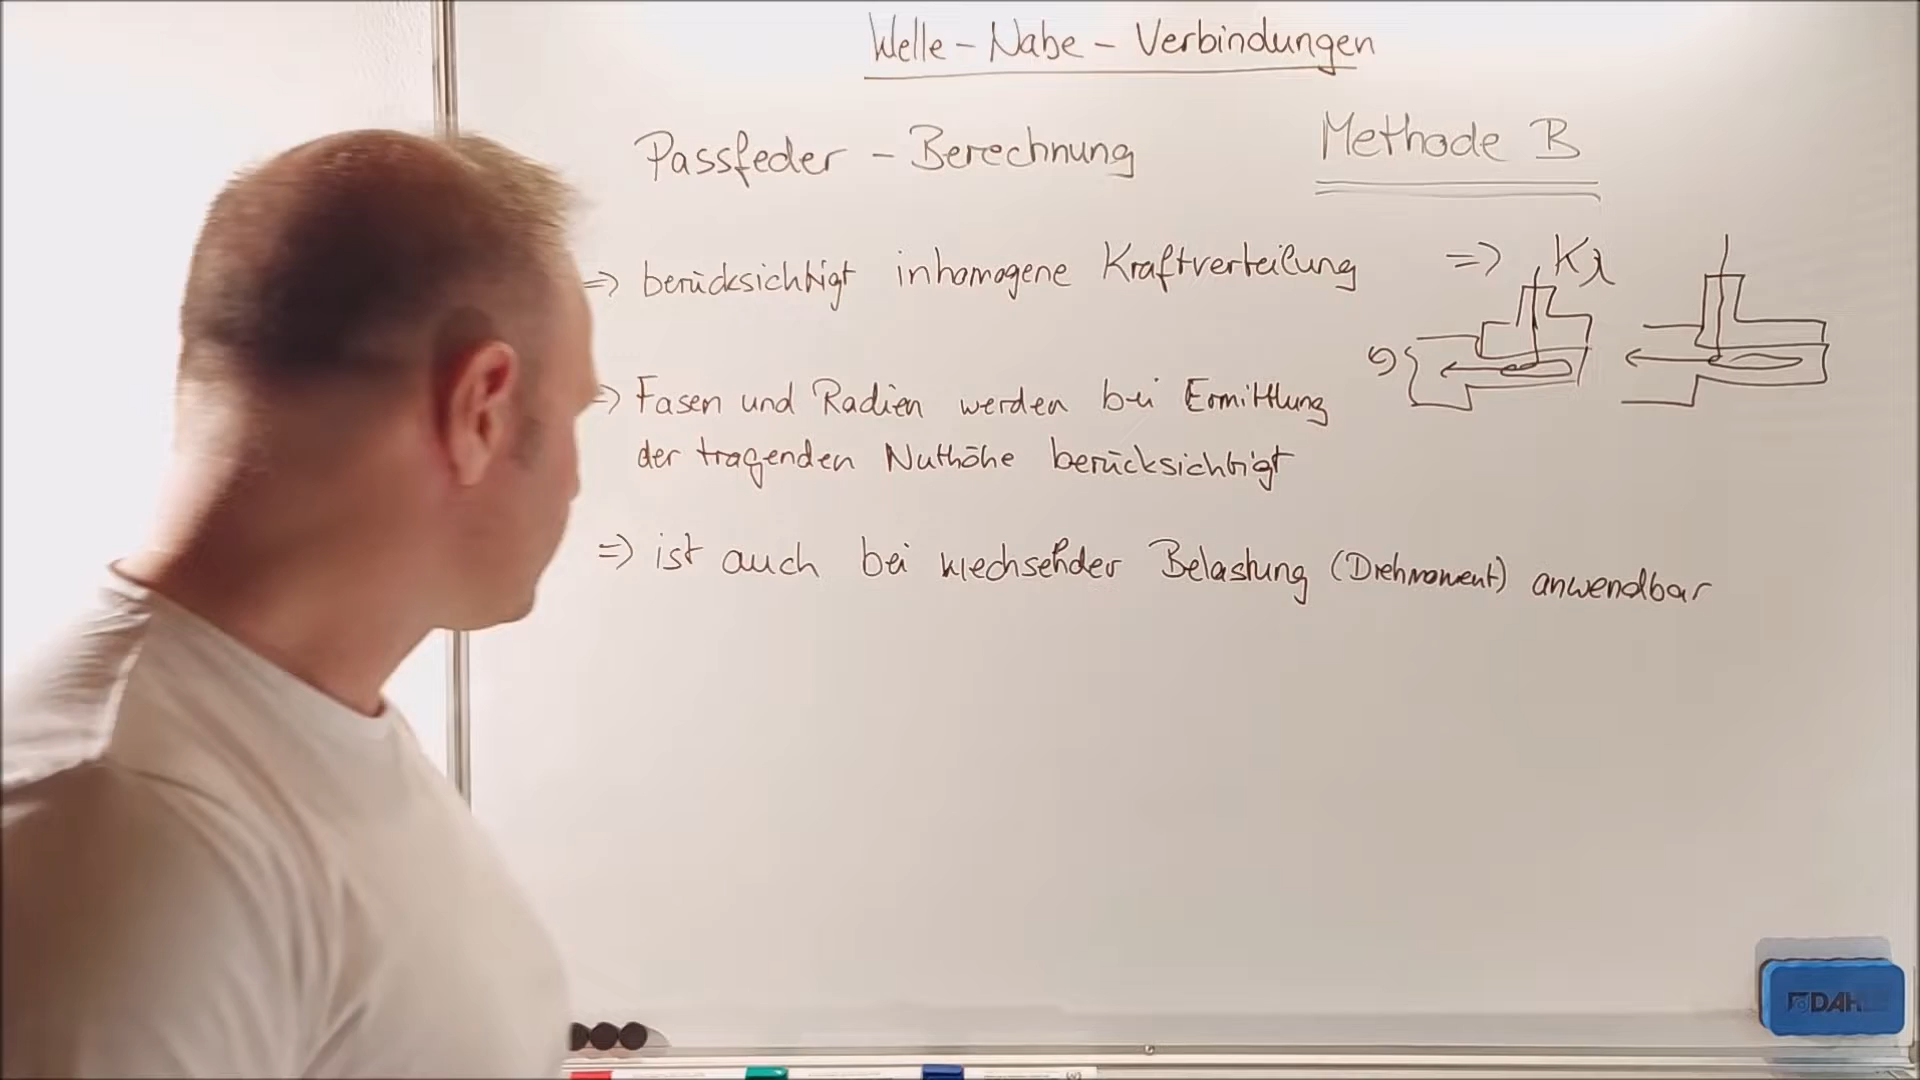 Welle - Nabe - Verbindungen
Passfeder - Berechnung
Methode B
=> berücksichtigt inhomogene Kraftverteilung => Kλ
=> Fasen und Radien werden bei Ermittlung
der tragenden Nuthöhe berücksichtigt
=> ist auch bei wechselnder Belastung (Drehmoment) anwendbar
DAH